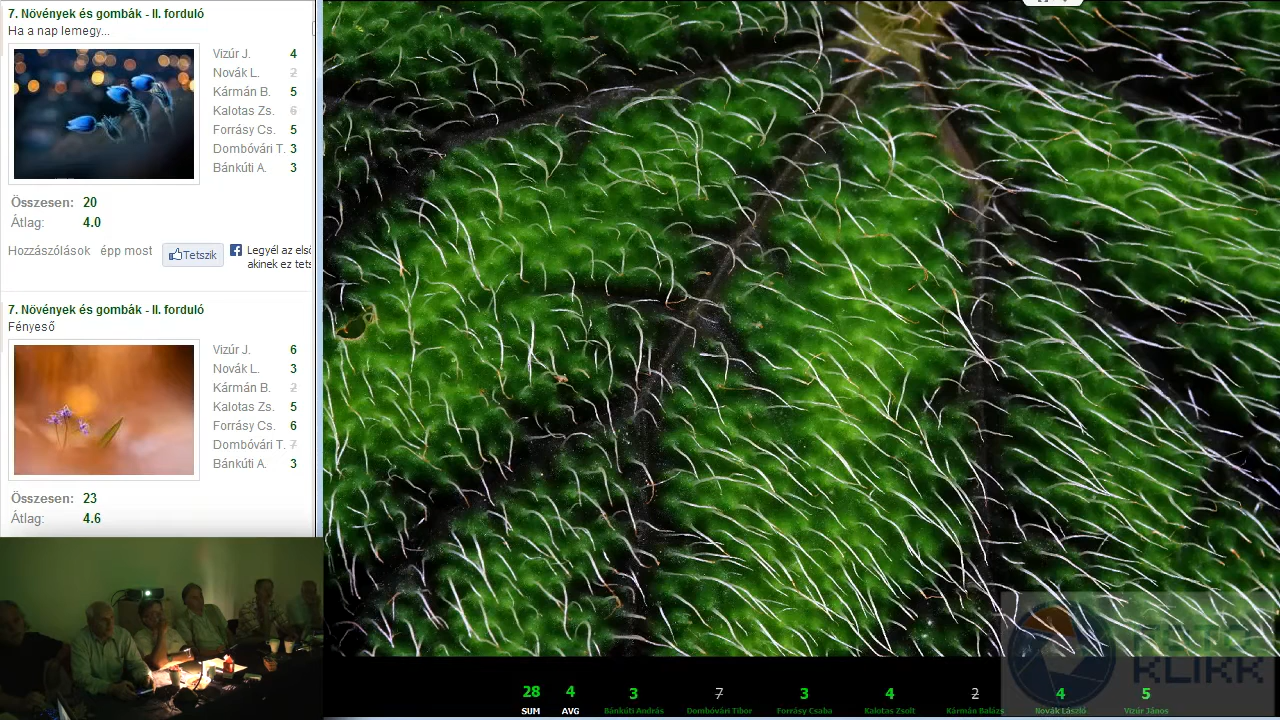 7. Növények és gombák - II. forduló
Ha a nap lemegy...
Vizúr J. 4
Novák L. 2
Kármán B. 5
Kalotas Zs. 6
Forrásy Cs. 5
Dombóvári T. 3
Bánkúti A. 3
Összesen: 20
Átlag: 4.0
Hozzászólások épp most Tetszik Legyél az első
akinek ez tets
7. Növények és gombák - II. forduló
Fényeső
Vizúr J. 6
Novák L. 3
Kármán B. 2
Kalotas Zs. 5
Forrásy Cs. 6
Dombóvári T. 7
Bánkúti A. 3
Összesen: 23
Átlag: 4.6
28 4 3 7 3 4 2 4 5
SUM AVG Bánkúti András Dombóvári Tibor Forrásy Csaba Kalotas Zsolt Kármán Balázs Novák László Vizúr János
KLIKK